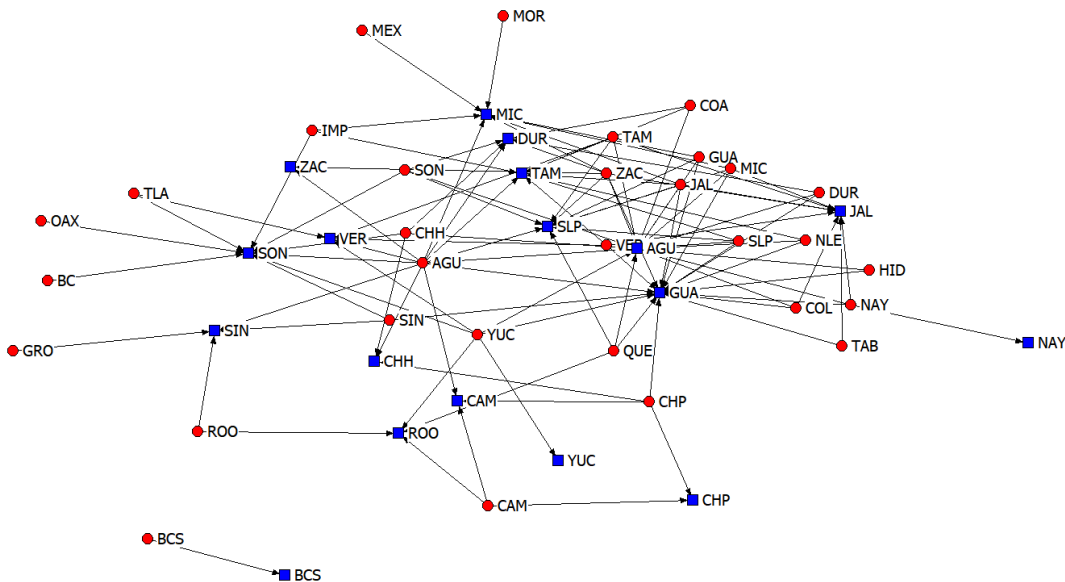 MOR
MEX
COA
MIC
IMP
DUR
TAM
GUA
ZAC
SON
TAM
ZAC
MIC
JAL
TLA
DUR
OAX
JAL
SLP
CHH
VER
SON
AGU
VER
AGU
SLP
NLE
BC
HID
GUA
SIN
COL
NAY
SIN
YUC
NAY
GRO
CHH
QUE
TAB
CAM
CHP
ROO
ROO
YUC
CHP
CAM
BCS
BCS